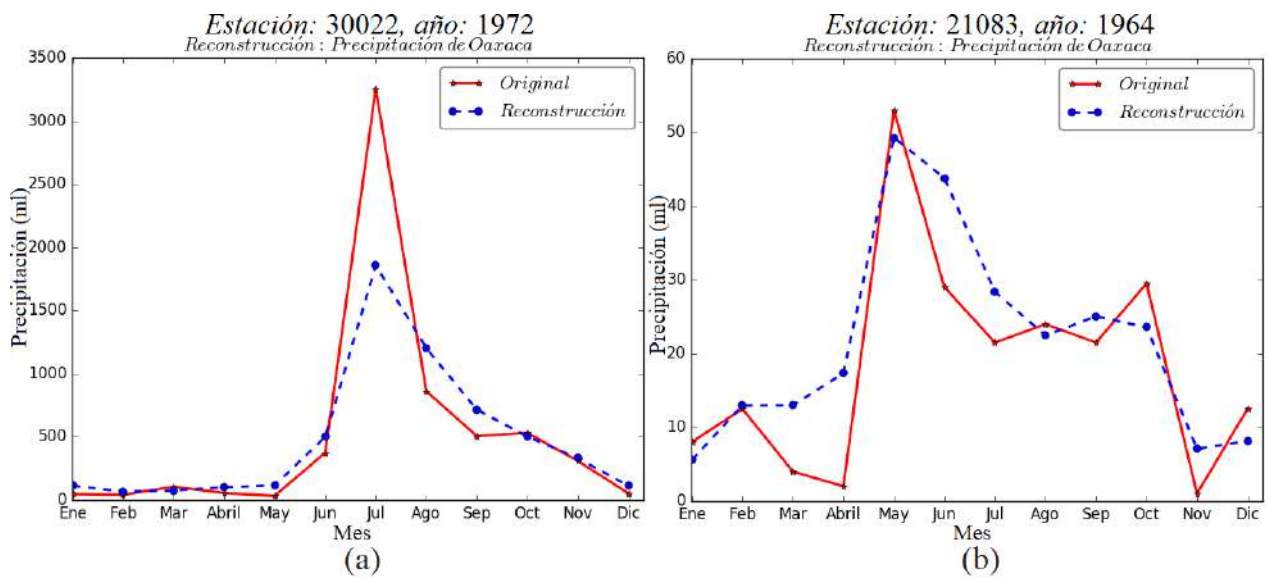 Estación: 30022, año: 1972
Reconstrucción : Precipitación de Oaxaca
3500
3000
2500
2000
1500
1000
500
0
Precipitación (ml)
Original
Reconstrucción
Ene Feb Mar Abril May Jun Jul Ago Sep Oct Nov Dic
Mes
(a)
Estación: 21083, año: 1964
Reconstrucción : Precipitación de Oaxaca
60
50
40
30
20
10
0
Precipitación (ml)
Original
Reconstrucción
Ene Feb Mar Abril May Jun Jul Ago Sep Oct Nov Dic
Mes
(b)